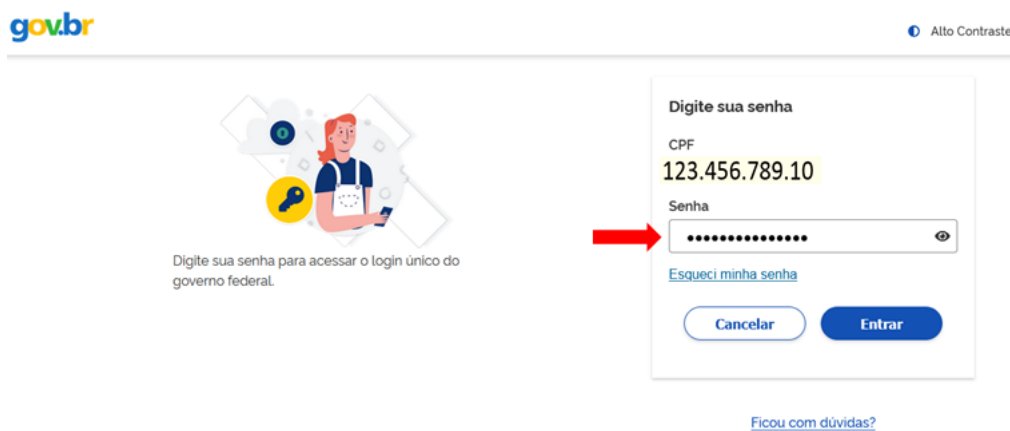 gov.br
Alto Contraste
Digite sua senha
CPF
123.456.789.10
Senha
•••••••••••••••
Esqueci minha senha
Cancelar Entrar
Digite sua senha para acessar o login único do
governo federal.
Ficou com dúvidas?